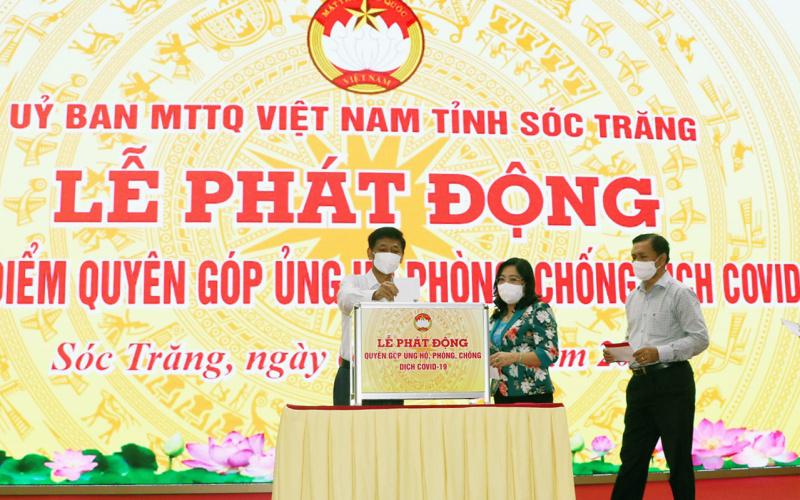 VIỆT NAM
UỶ BAN MTTQ VIỆT NAM TỈNH SÓC TRĂNG
LỄ PHÁT ĐỘNG
ĐIỂM QUYÊN GÓP ỦNG PHÒNG, CHỐNG DỊCH COVID
Sóc Trăng, ngày
LỄ PHÁT ĐỘNG
QUYÊN GÓP ỦNG HỘ, PHÒNG, CHỐNG
DỊCH COVID-19